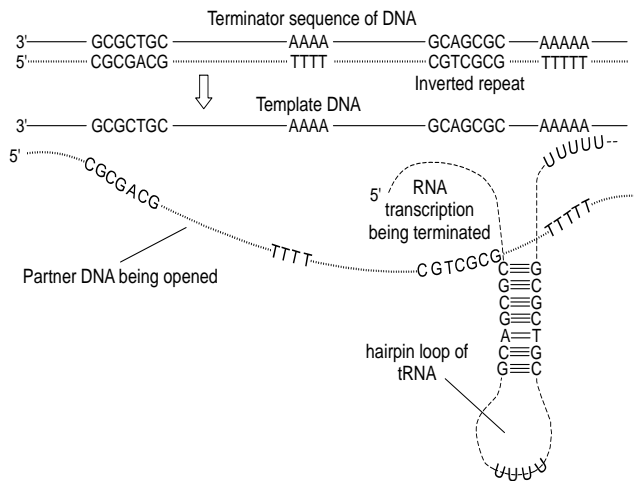 Terminator sequence of DNA
3' GCGCTGC AAAA GCAGCGC AAAAA
5' CGCGACG TTTT CGTCGCG TTTTT
Inverted repeat
Template DNA
3' GCGCTGC AAAA GCAGCGC AAAAA
5' CGCGACG TTTT CGTCGCG TTTTT
UUUUU
5' RNA
transcription
being terminated
Partner DNA being opened
C G
G C
C G
G C
A T
C G
G C
hairpin loop of
tRNA
UUUU